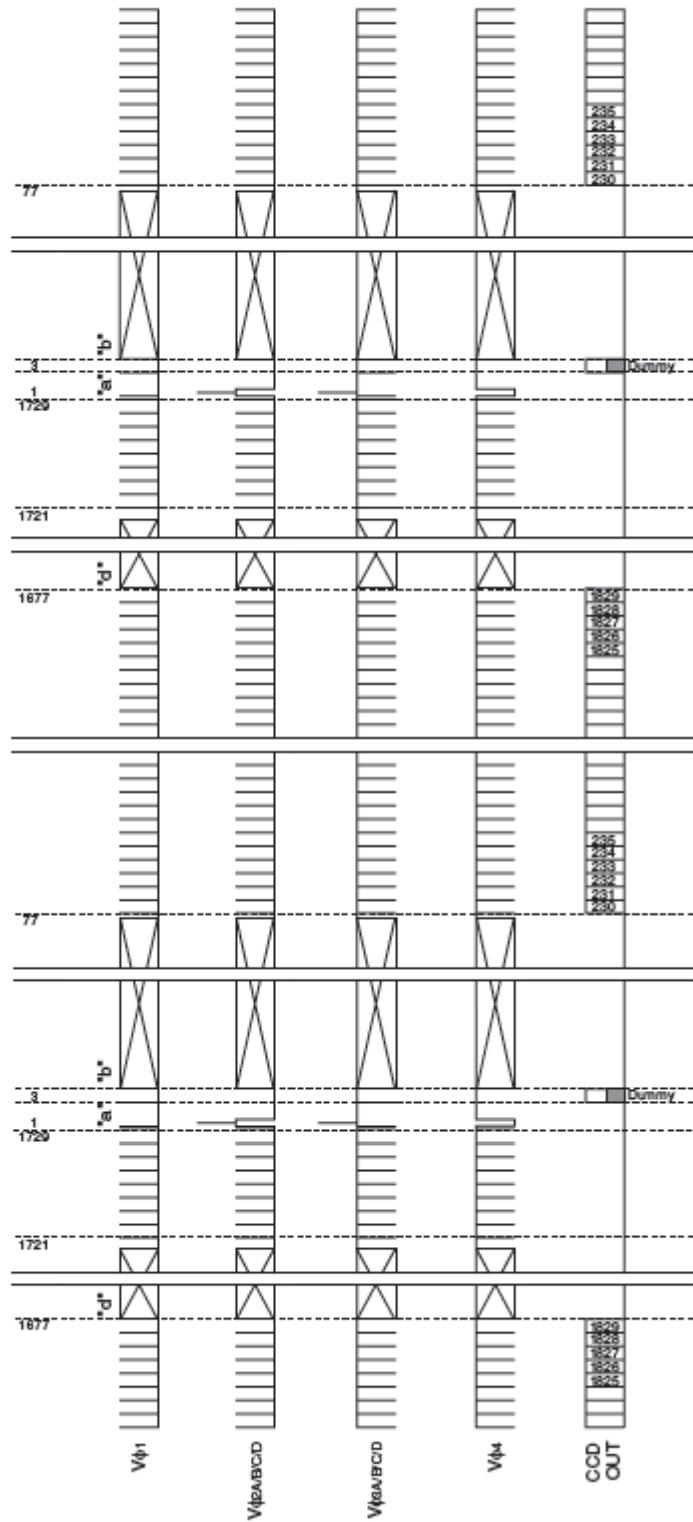 235
234
233
232
231
230
77
"b"
3
Dummy
"a"
1
1729
1721
"d"
1677
1829
1828
1827
1826
1825
235
234
233
232
231
230
77
"b"
3
Dummy
"a"
1
1729
1721
"d"
1677
1829
1828
1827
1826
1825
Vϕ1
Vϕ2A/B/C/D
Vϕ3A/B/C/D
Vϕ4
CCD
OUT